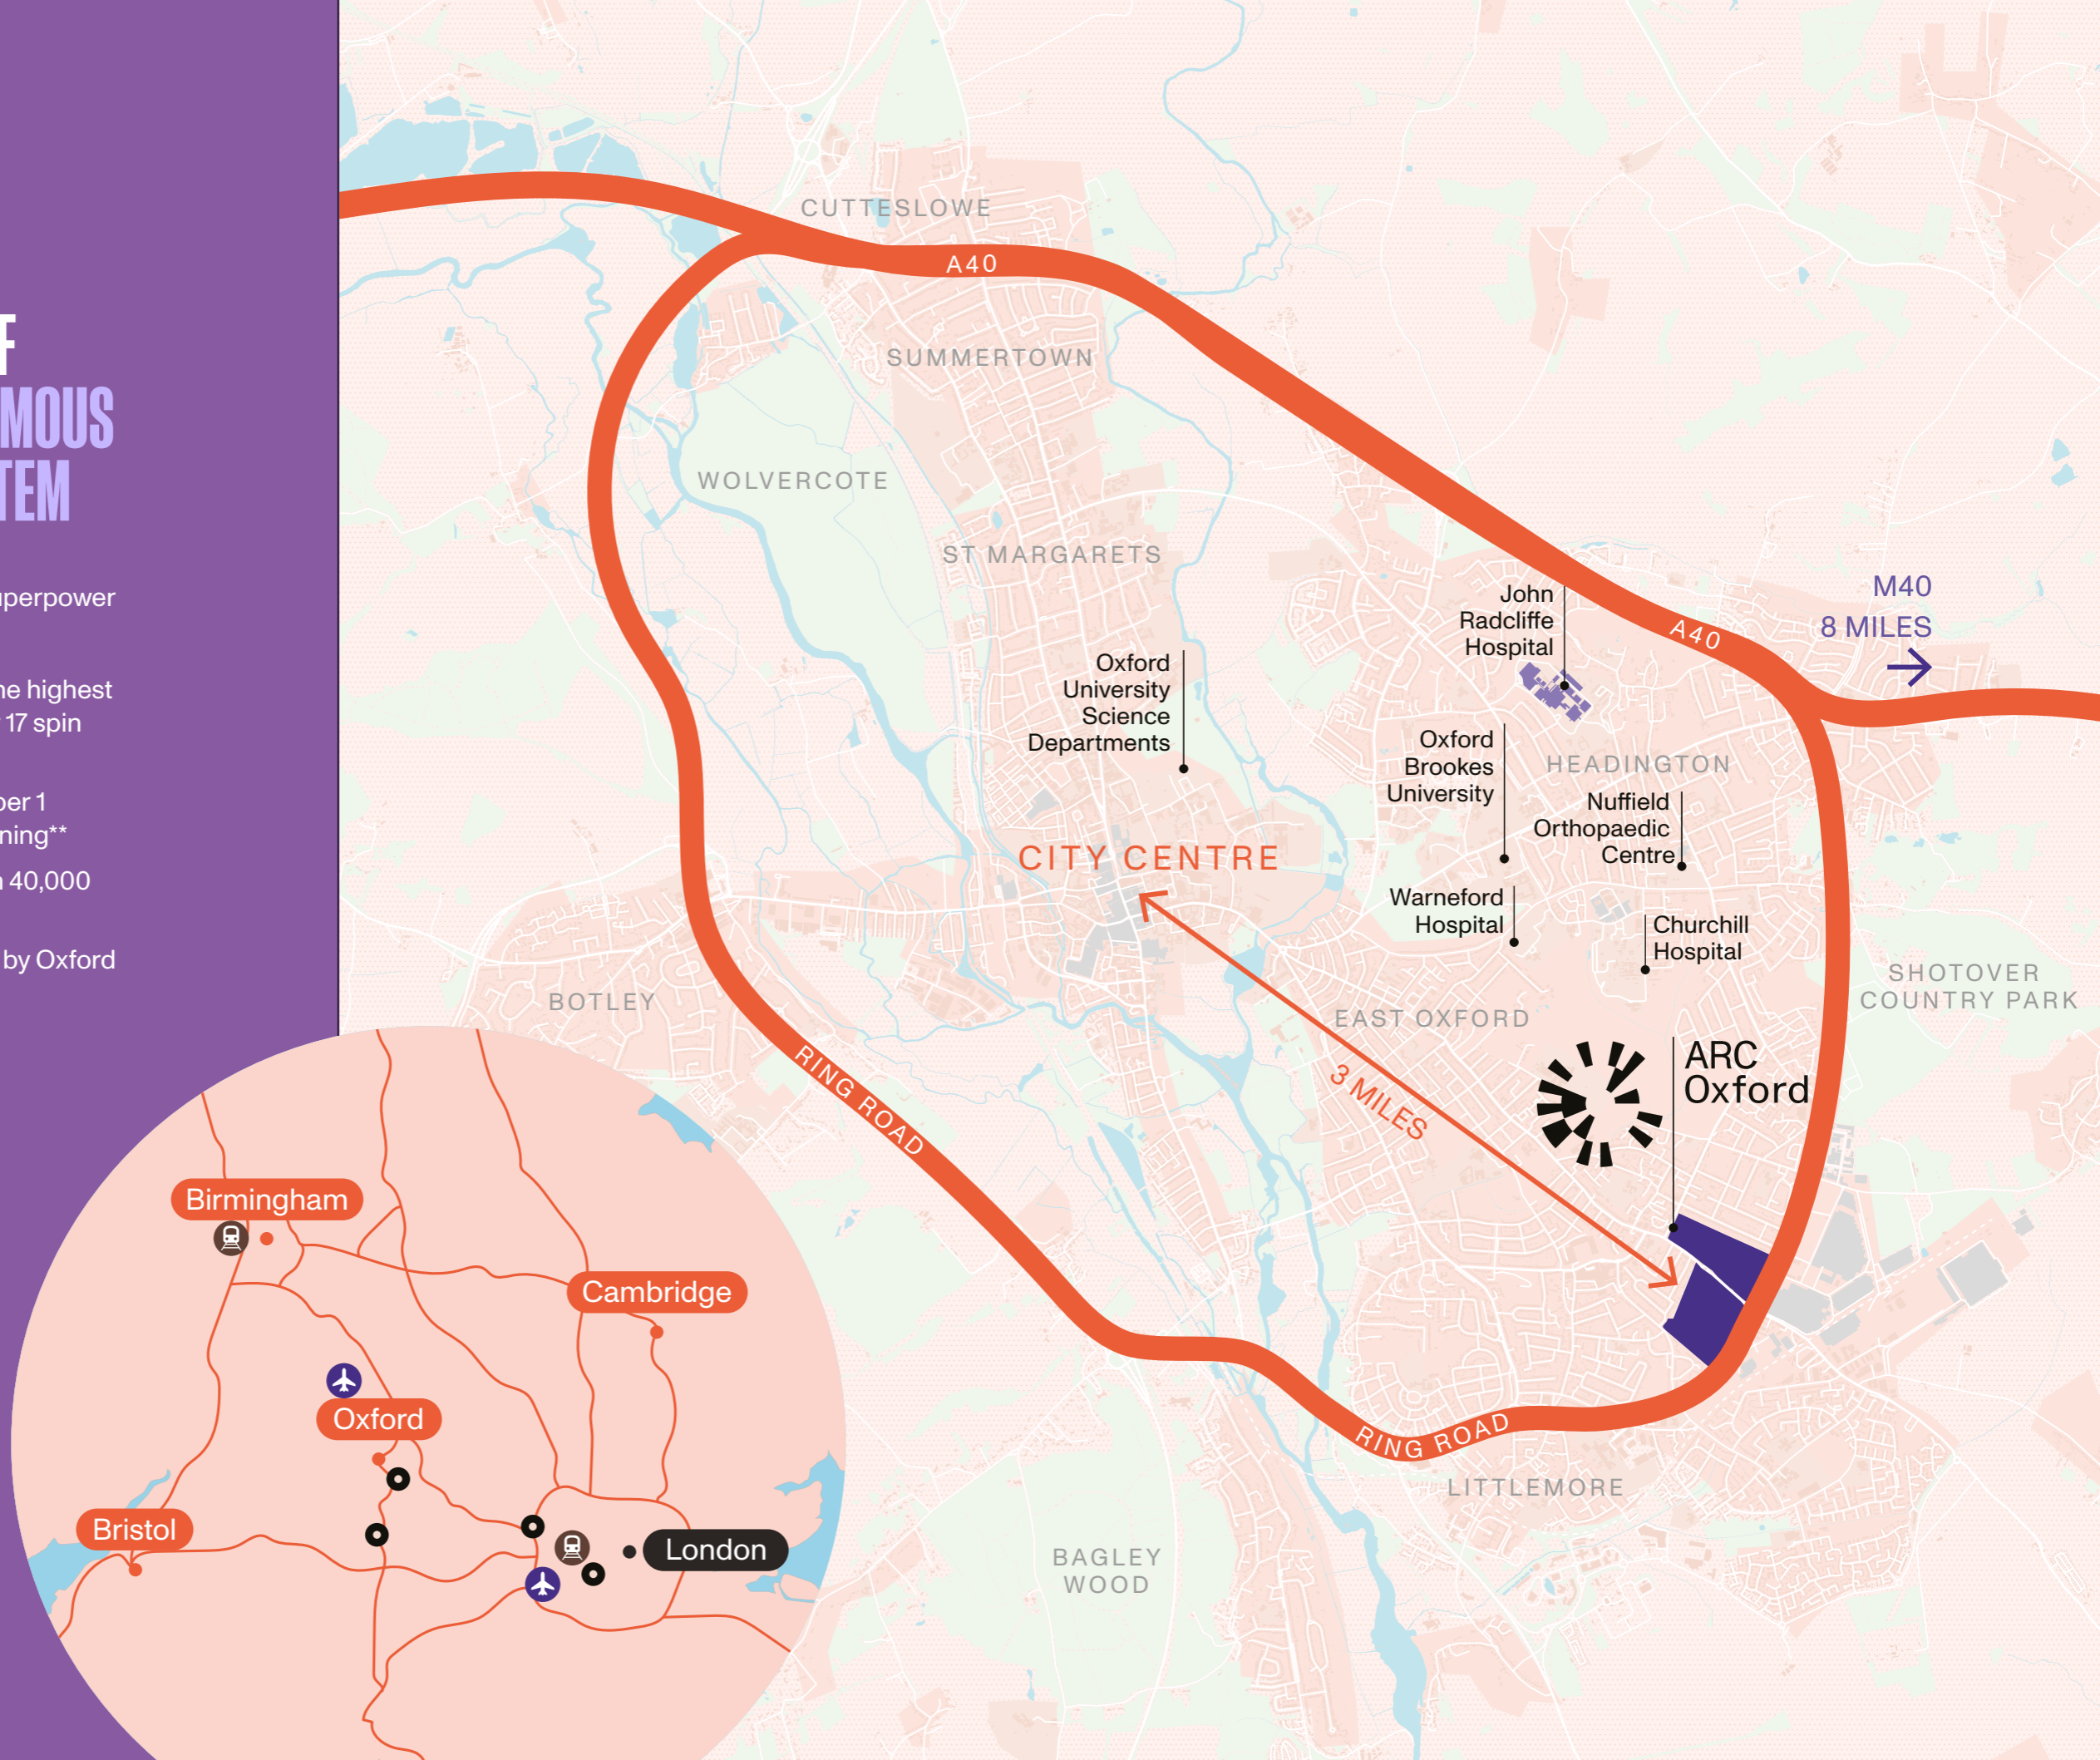 F
MOUS
TEM
uperpower
he highest
17 spin
per 1
ning**
40,000
by Oxford
CUTTESLOWE
A40
SUMMERTOWN
WOLVERCOTE
ST MARGARETS
John
Radcliffe
Hospital
A40
M40
8 MILES
Oxford
University
Science
Departments
Oxford
Brookes
University
HEADINGTON
Nuffield
Orthopaedic
Centre
CITY CENTRE
Warneford
Hospital
Churchill
Hospital
SHOTOVER
COUNTRY PARK
BOTLEY
EAST OXFORD
3 MILES
ARC
Oxford
RING ROAD
RING ROAD
LITTLEMORE
BAGLEY
WOOD
Birmingham
Cambridge
Oxford
Bristol
London